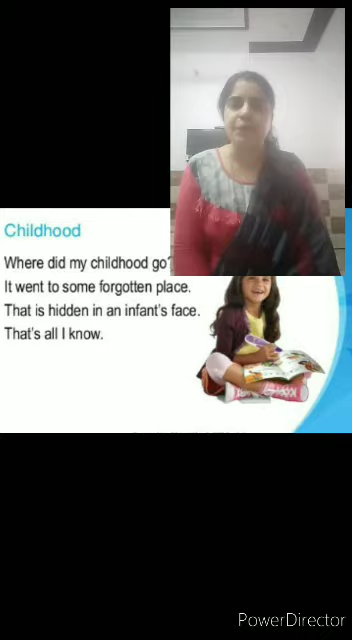 Childhood
Where did my childhood go?
It went to some forgotten place.
That is hidden in an infant's face.
That's all I know.
PowerDirector